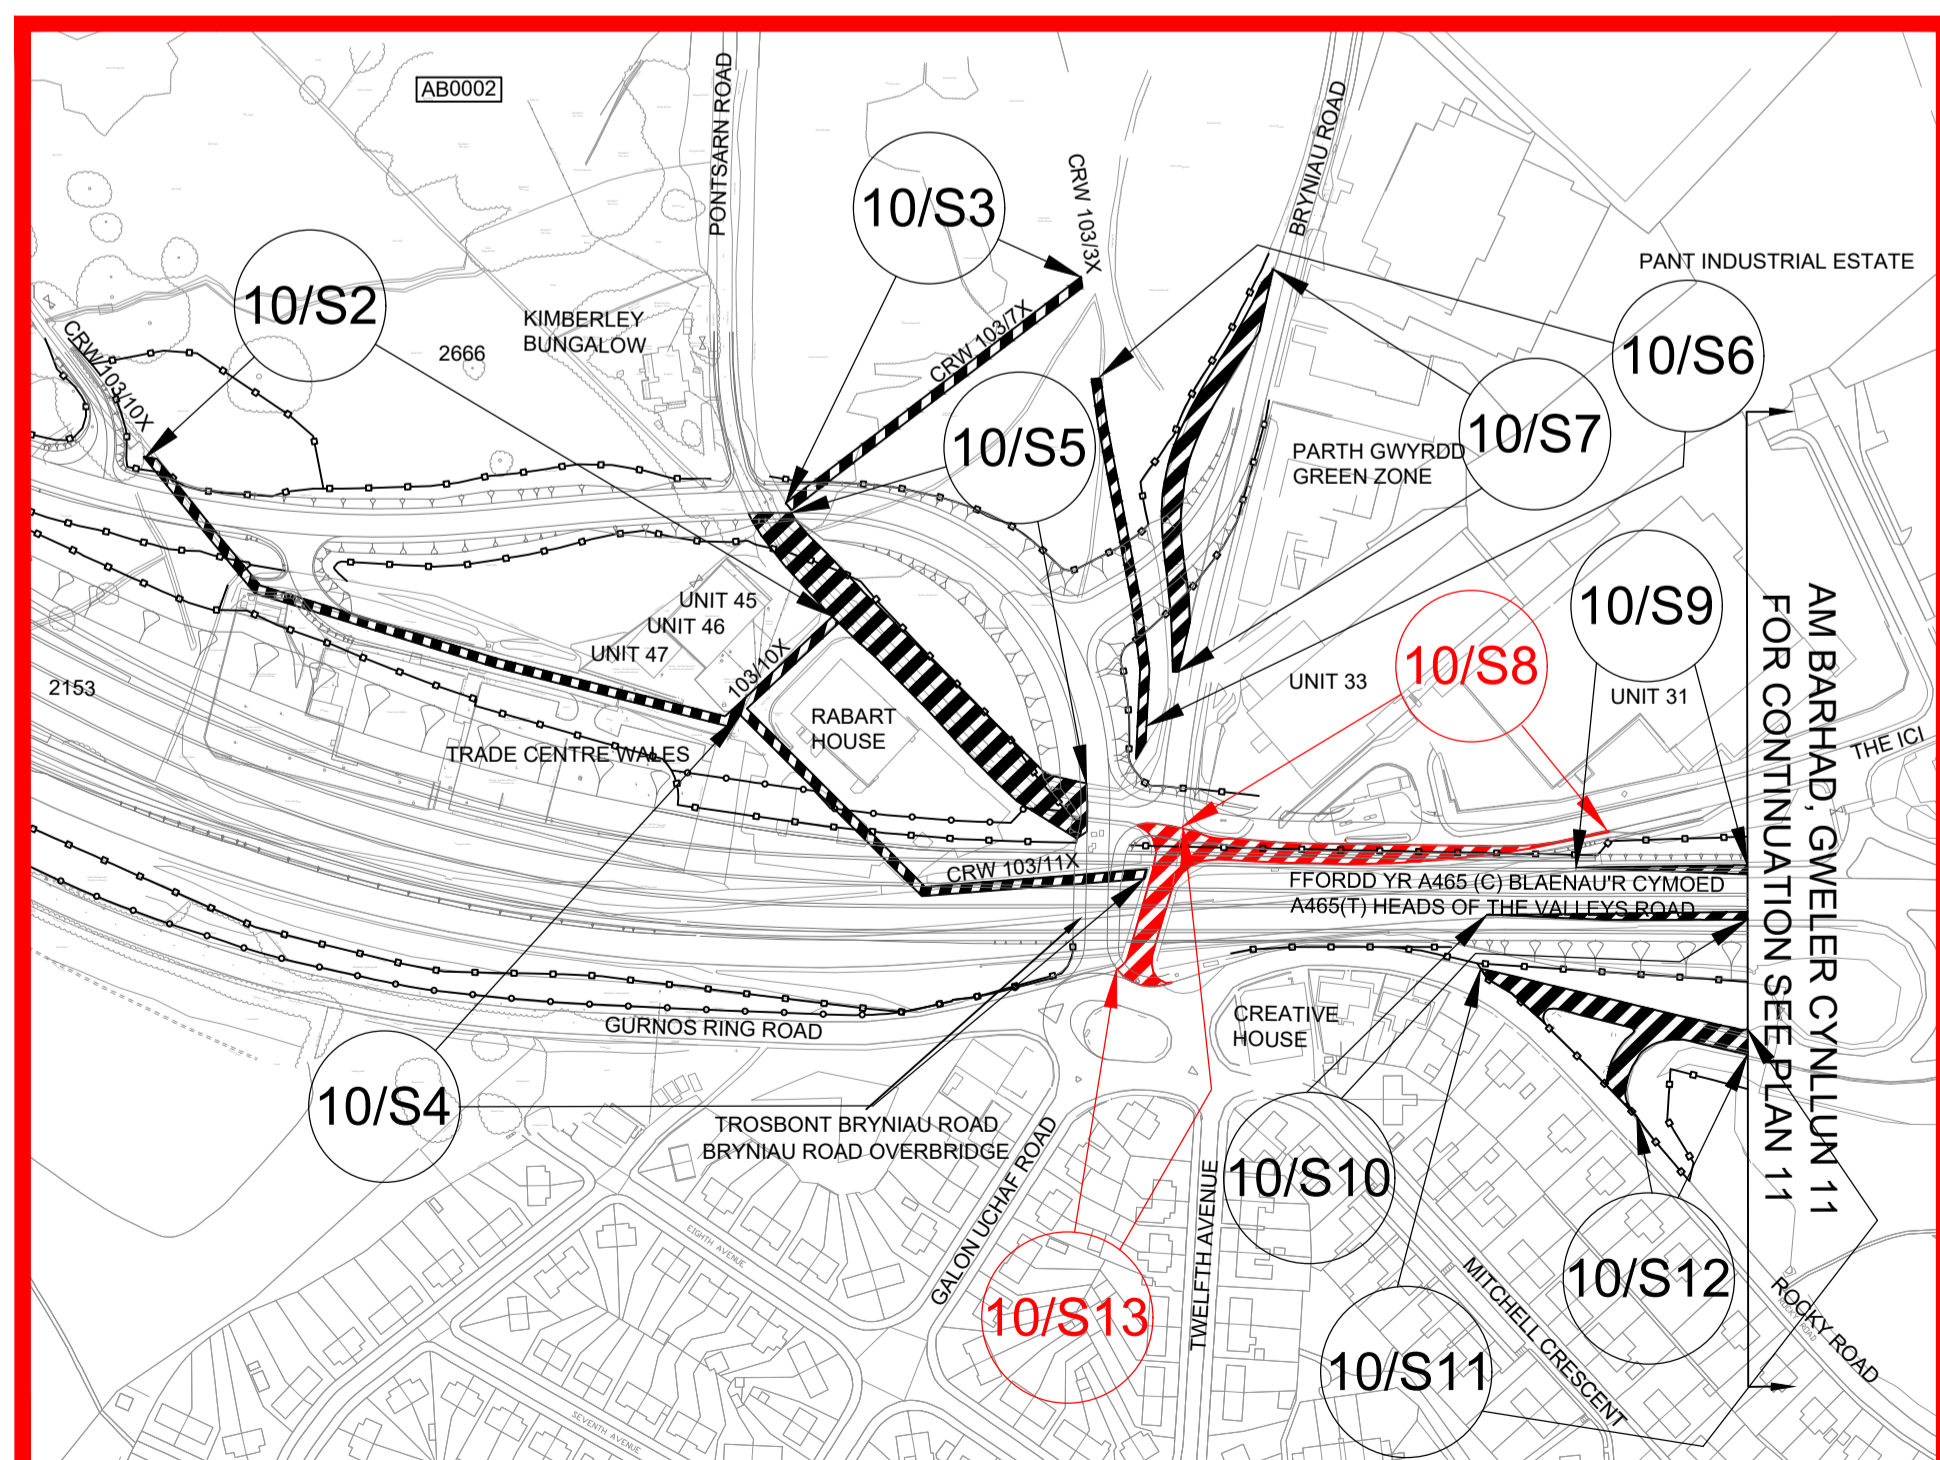 AB0002
PONTSARN ROAD
10/S3
CRW 103/3X
BRYNIAU ROAD
PANT INDUSTRIAL ESTATE
10/S2
KIMBERLEY
BUNGALOW
2666
CRW 103/10X
CRW 103/7X
10/S6
10/S5
10/S7
PARTH GWYRDD
GREEN ZONE
UNIT 45
UNIT 46
UNIT 47
103/10X
2153
RABART
HOUSE
TRADE CENTRE WALES
UNIT 33
10/S8
10/S9
UNIT 31
THE ICI
AM BARHAD, GWELER CYNLLUN 11
FOR CONTINUATION SEE PLAN 11
CRW 103/11X
FFORDD YR A465 (C) BLAENAU'R CYMOED
A465(T) HEADS OF THE VALLEYS ROAD
GURNOS RING ROAD
CREATIVE
HOUSE
10/S4
TROSBONT BRYNIAU ROAD
BRYNIAU ROAD OVERBRIDGE
GALON UCHAF ROAD
TWELFTH AVENUE
10/S10
10/S12
10/S13
10/S11
MITCHELL CRESCENT
ROCKY ROAD
EIGHTH AVENUE
SEVENTH AVENUE